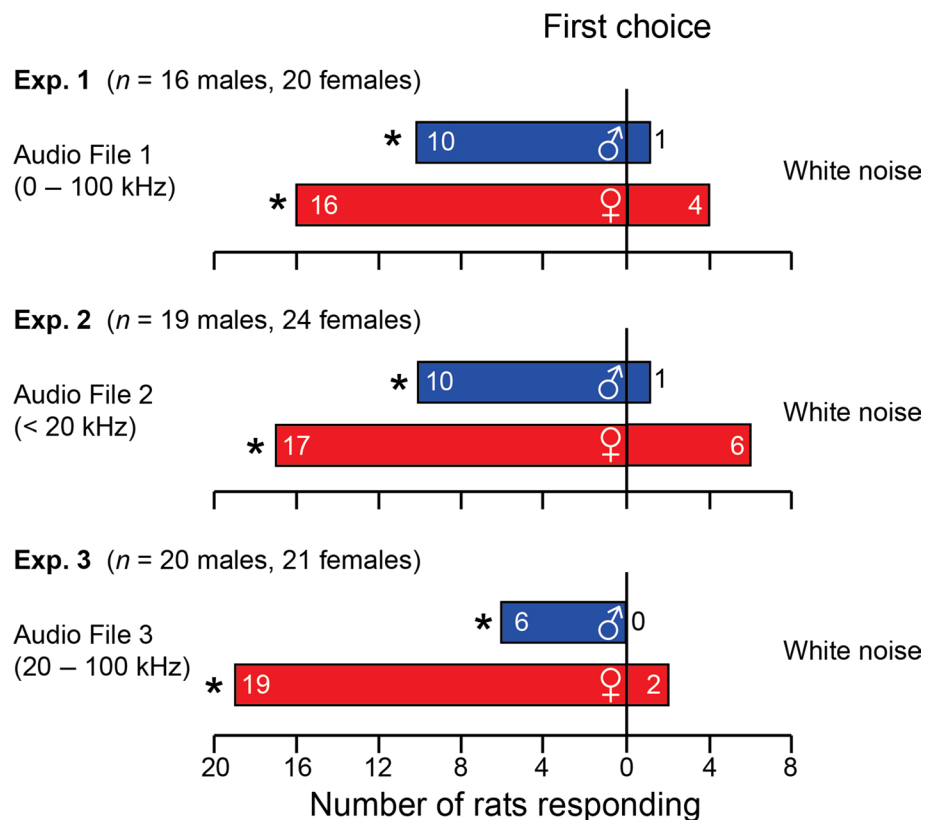 First choice
Exp. 1 (n = 16 males, 20 females)
* 10 ♂ 1
Audio File 1
(0 – 100 kHz)
White noise
* 16 ♀ 4
Exp. 2 (n = 19 males, 24 females)
* 10 ♂ 1
Audio File 2
(< 20 kHz)
White noise
* 17 ♀ 6
Exp. 3 (n = 20 males, 21 females)
* 6 ♂ 0
Audio File 3
(20 – 100 kHz)
White noise
* 19 ♀ 2
20 16 12 8 4 0 4 8
Number of rats responding